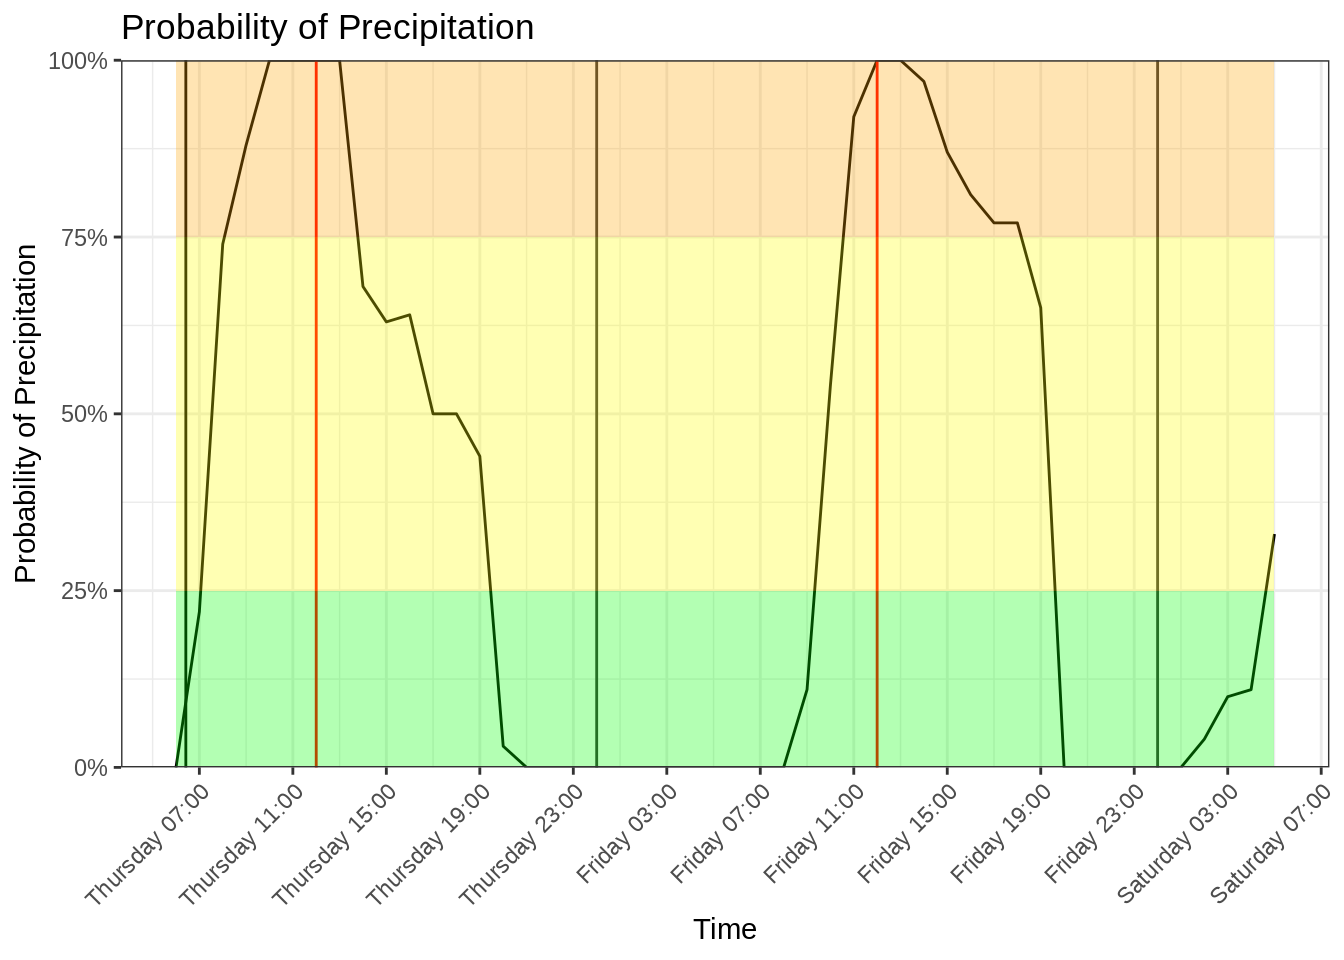 Probability of Precipitation
Probability of Precipitation
100%
75%
50%
25%
0%
Thursday 07:00
Thursday 11:00
Thursday 15:00
Thursday 19:00
Thursday 23:00
Friday 03:00
Friday 07:00
Friday 11:00
Friday 15:00
Friday 19:00
Friday 23:00
Saturday 03:00
Saturday 07:00
Time